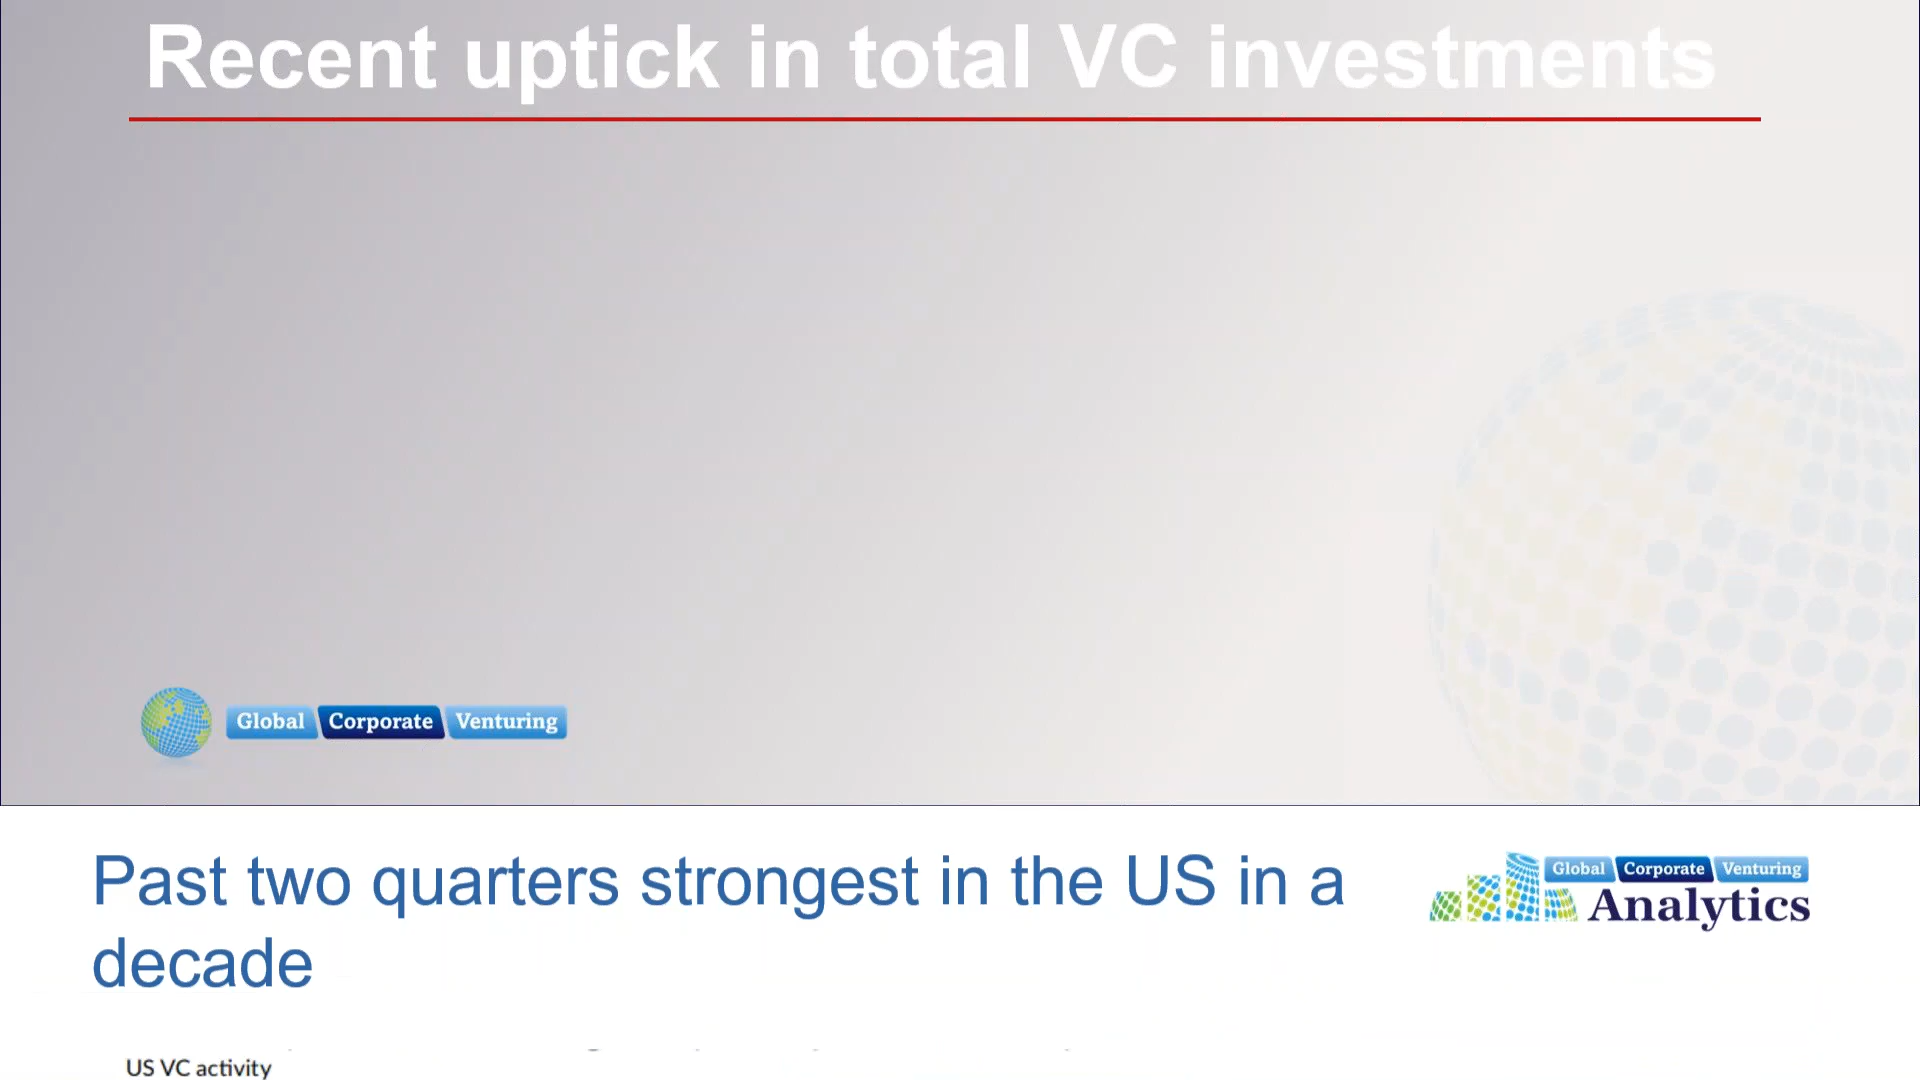 Recent uptick in total VC investments
Global Corporate Venturing
Past two quarters strongest in the US in a
decade
Global Corporate Venturing
Analytics
US VC activity